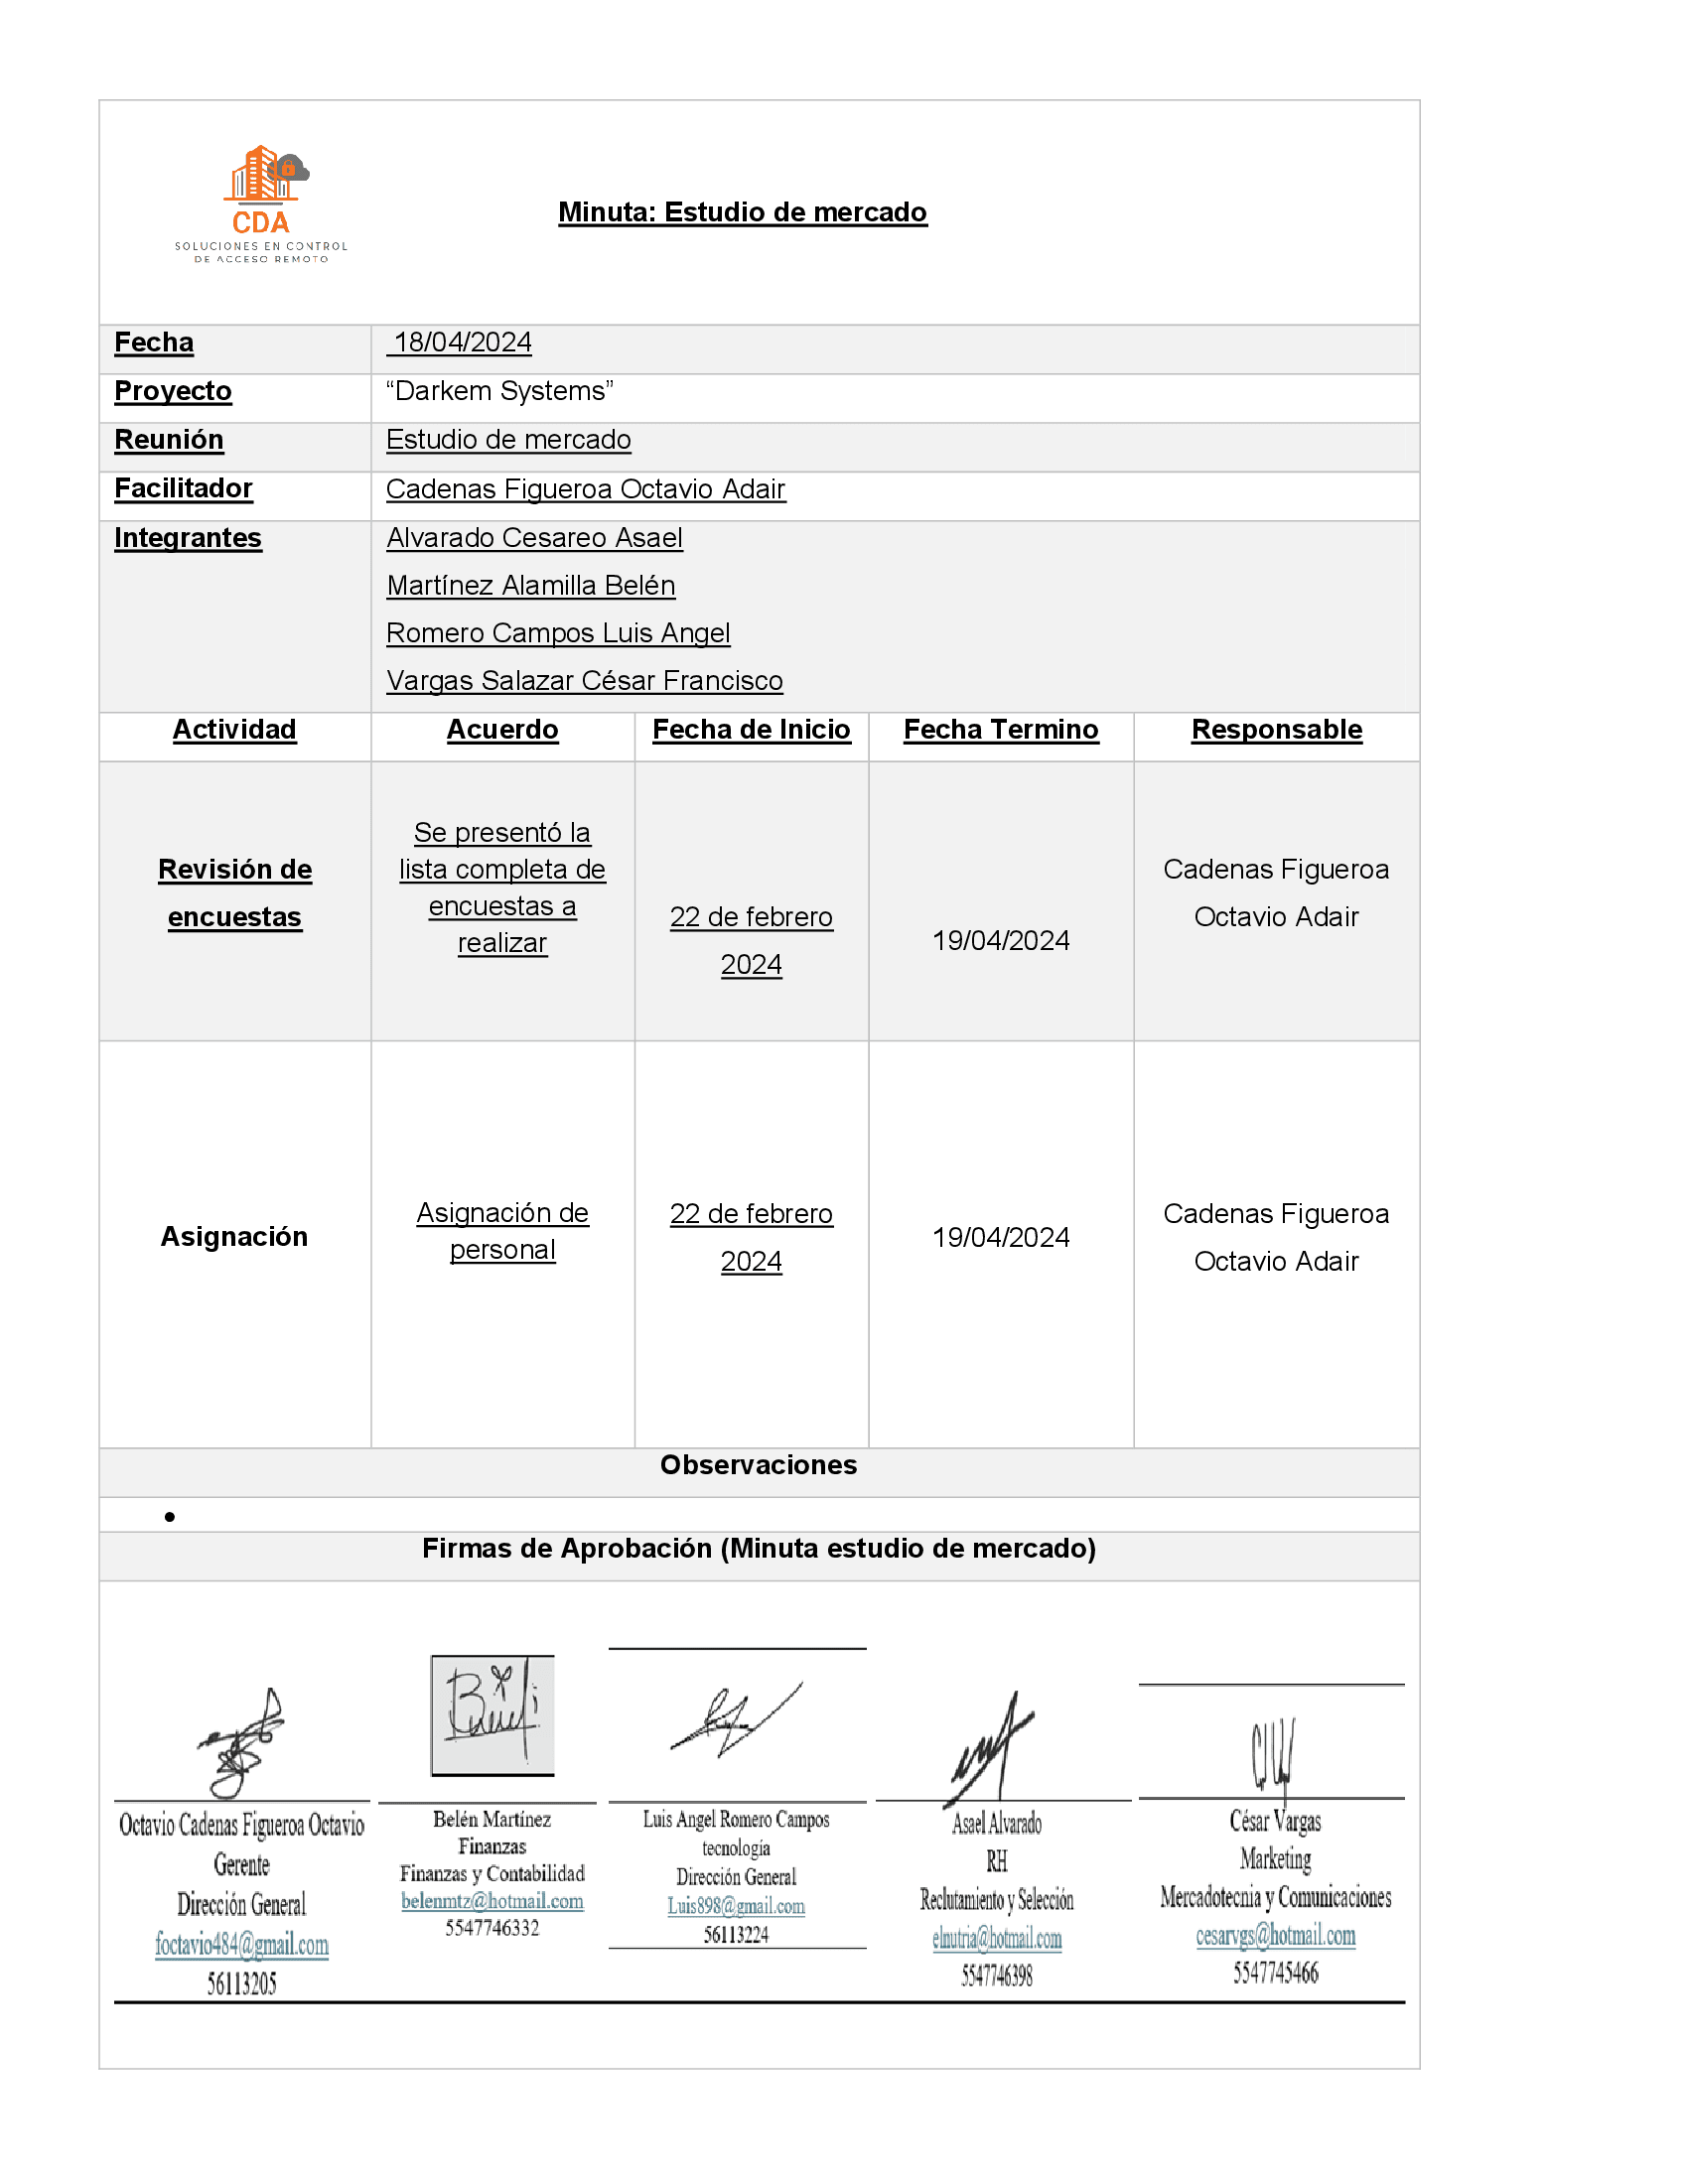 CDA
SOLUCIONES EN CONTROL
DE ACCESO REMOTO
Minuta: Estudio de mercado
Fecha 18/04/2024
Proyecto “Darkem Systems”
Reunión Estudio de mercado
Facilitador Cadenas Figueroa Octavio Adair
Integrantes Alvarado Cesareo Asael
Martínez Alamilla Belén
Romero Campos Luis Angel
Vargas Salazar César Francisco
Actividad Acuerdo Fecha de Inicio Fecha Termino Responsable
Revisión de
encuestas
Se presentó la
lista completa de
encuestas a
realizar
22 de febrero
2024
19/04/2024
Cadenas Figueroa
Octavio Adair
Asignación
Asignación de
personal
22 de febrero
2024
19/04/2024
Cadenas Figueroa
Octavio Adair
Observaciones
•
Firmas de Aprobación (Minuta estudio de mercado)
Octavio Cadenas Figueroa Octavio
Gerente
Dirección General
foctavio484@gmail.com
56113205
Belén Martínez
Finanzas
Finanzas y Contabilidad
belenmtz@hotmail.com
5547746332
Luis Angel Romero Campos
tecnología
Dirección General
Luis898@gmail.com
56113224
Asael Alvarado
RH
Reclutamiento y Selección
elnutria@hotmail.com
5547746398
César Vargas
Marketing
Mercadotecnia y Comunicaciones
cesarvgs@hotmail.com
5547745466